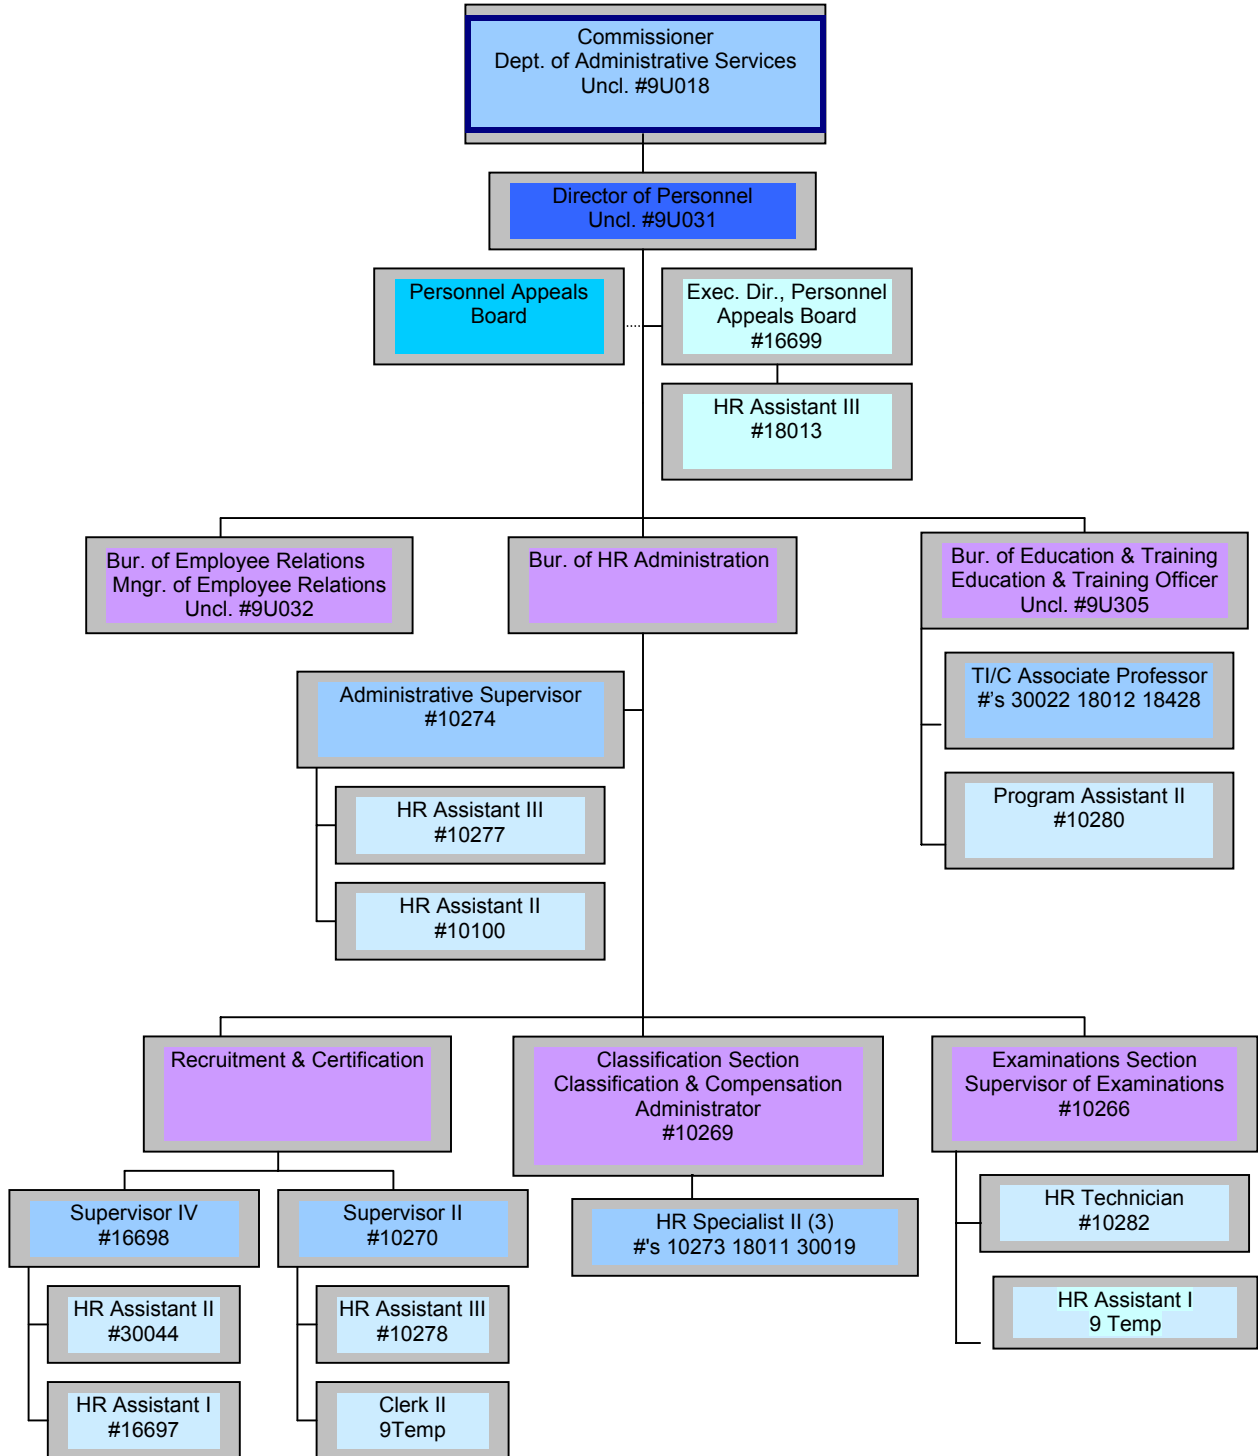 Commissioner
Dept. of Administrative Services
Uncl. #9U018
Director of Personnel
Uncl. #9U031
Personnel Appeals
Board
Exec. Dir., Personnel
Appeals Board
#16699
HR Assistant III
#18013
Bur. of Employee Relations
Mngr. of Employee Relations
Uncl. #9U032
Bur. of HR Administration
Bur. of Education & Training
Education & Training Officer
Uncl. #9U305
Administrative Supervisor
#10274
HR Assistant III
#10277
HR Assistant II
#10100
TI/C Associate Professor
#'s 30022 18012 18428
Program Assistant II
#10280
Recruitment & Certification
Classification Section
Classification & Compensation
Administrator
#10269
Examinations Section
Supervisor of Examinations
#10266
Supervisor IV
#16698
Supervisor II
#10270
HR Specialist II (3)
#'s 10273 18011 30019
HR Technician
#10282
HR Assistant II
#30044
HR Assistant III
#10278
HR Assistant I
9 Temp
HR Assistant I
#16697
Clerk II
9Temp